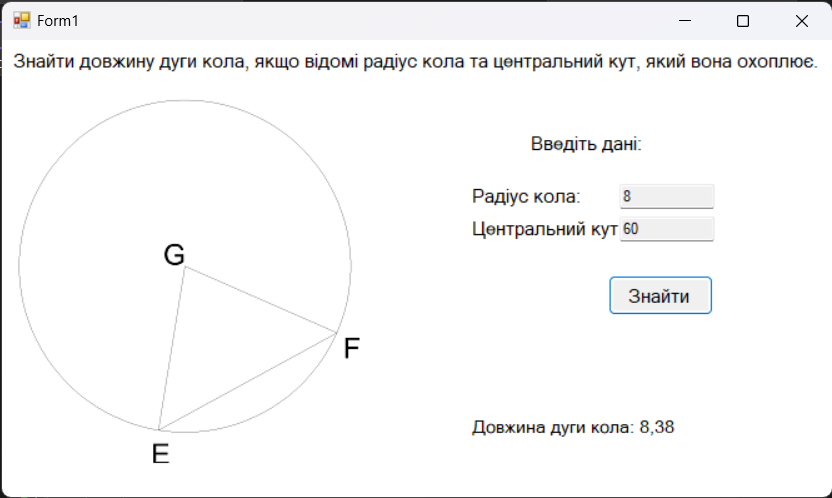 Form1
Знайти довжину дуги кола, якщо відомі радіус кола та центральний кут, який вона охоплює.
Введіть дані:
Радіус кола: 8
Центральний кут 60
Знайти
G
F
E
Довжина дуги кола: 8,38